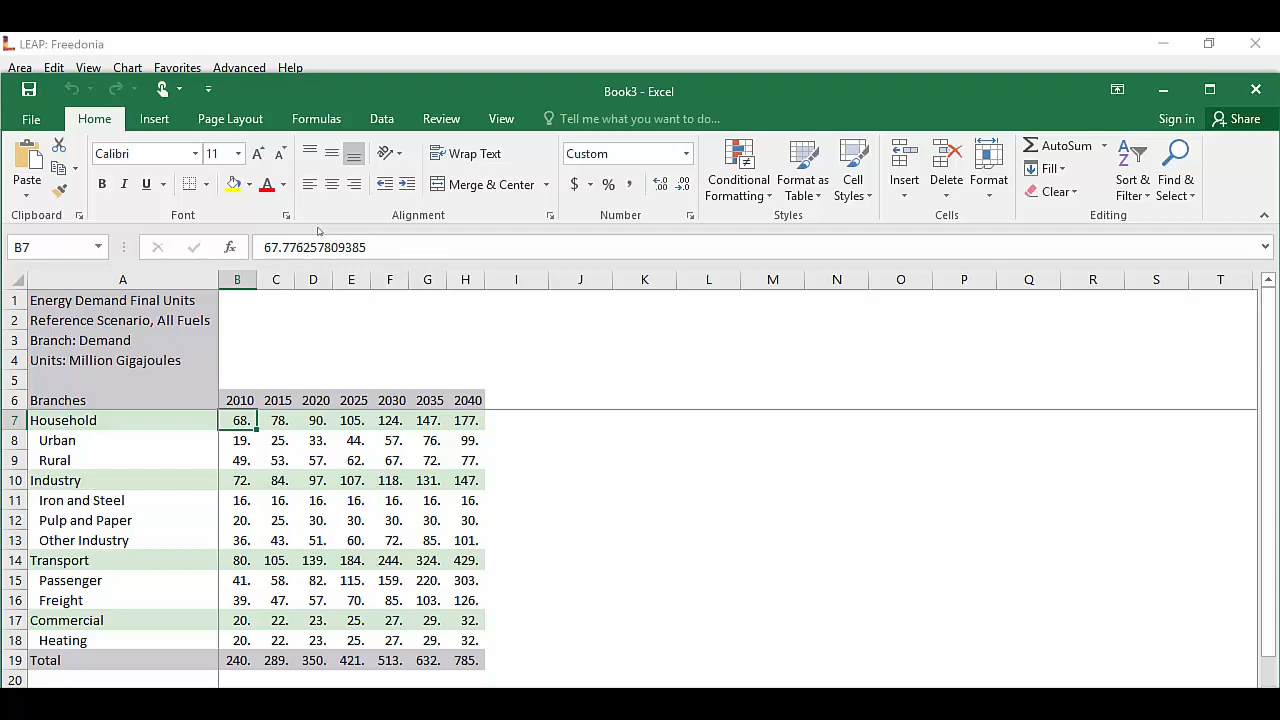 LEAP: Freedonia
Area Edit View Chart Favorites Advanced Help
Book3 - Excel
File Home Insert Page Layout Formulas Data Review View Tell me what you want to do... Sign in Share
Paste
Clipboard
Calibri 11
B I U A
Font
Wrap Text
Merge & Center
Alignment
Custom
$ % ,
Number
Conditional Formatting
Format as Table
Cell Styles
Styles
Insert
Delete
Format
Cells
AutoSum
Fill
Clear
Sort & Filter
Find & Select
Editing
B7 fx 67.776257809385
A B C D E F G H I J K L M N O P Q R S T
1 Energy Demand Final Units
2 Reference Scenario, All Fuels
3 Branch: Demand
4 Units: Million Gigajoules
5
6 Branches 2010 2015 2020 2025 2030 2035 2040
7 Household 68. 78. 90. 105. 124. 147. 177.
8 Urban 19. 25. 33. 44. 57. 76. 99.
9 Rural 49. 53. 57. 62. 67. 72. 77.
10 Industry 72. 84. 97. 107. 118. 131. 147.
11 Iron and Steel 16. 16. 16. 16. 16. 16. 16.
12 Pulp and Paper 20. 25. 30. 30. 30. 30. 30.
13 Other Industry 36. 43. 51. 60. 72. 85. 101.
14 Transport 80. 105. 139. 184. 244. 324. 429.
15 Passenger 41. 58. 82. 115. 159. 220. 303.
16 Freight 39. 47. 57. 70. 85. 103. 126.
17 Commercial 20. 22. 23. 25. 27. 29. 32.
18 Heating 20. 22. 23. 25. 27. 29. 32.
19 Total 240. 289. 350. 421. 513. 632. 785.
20